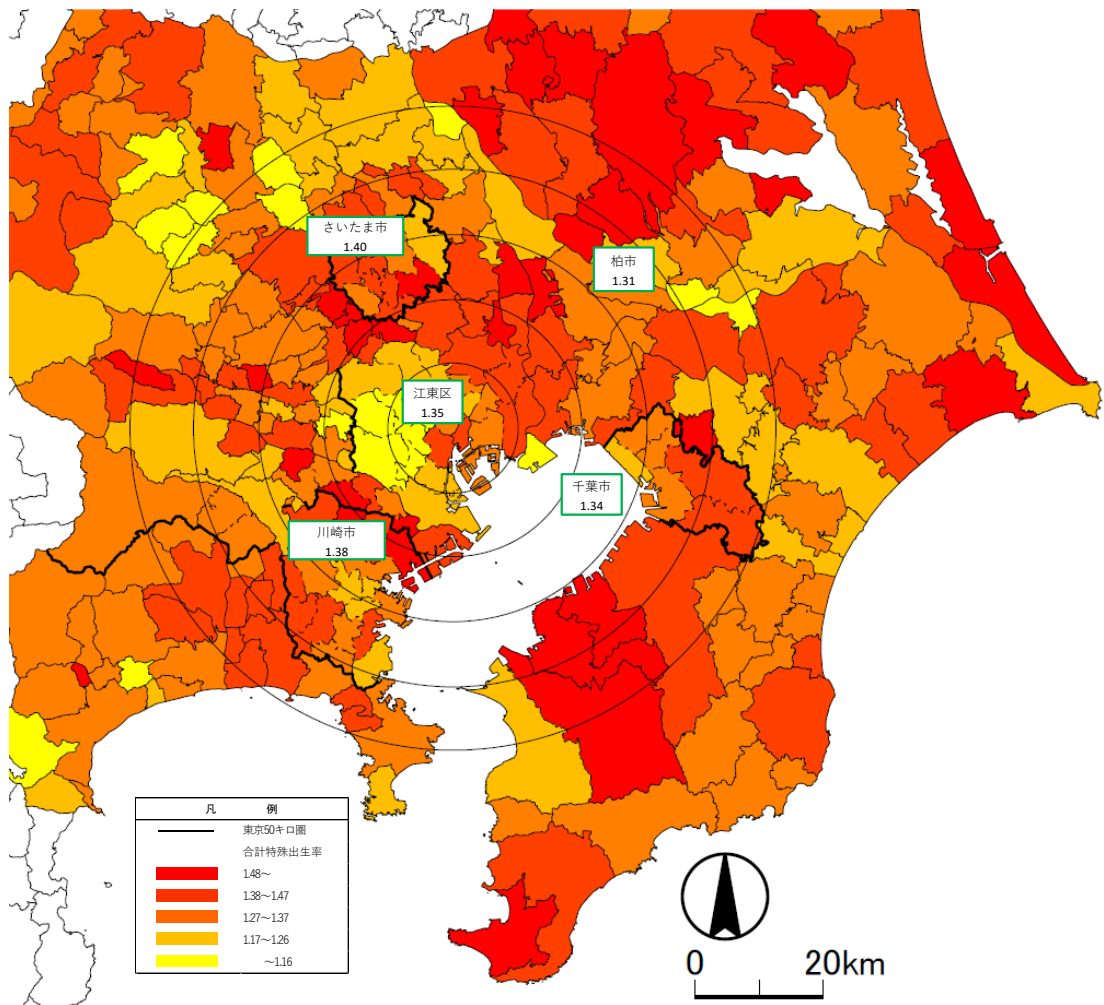 さいたま市
1.40
柏市
1.31
江東区
1.35
千葉市
1.34
川崎市
1.38
凡 例
東京50キロ圏
合計特殊出生率
1.48～
1.38～1.47
1.27～1.37
1.17～1.26
～1.16
0 20km